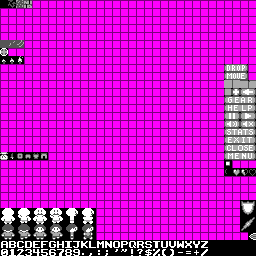 DROP
MOVE
GEAR
HELP
STATS
EXIT
CLOSE
MENU
ABCDEFGHIJKLMNOPQRSTUVWXYZ
0123456789.,:;'"!?$%()-=+/